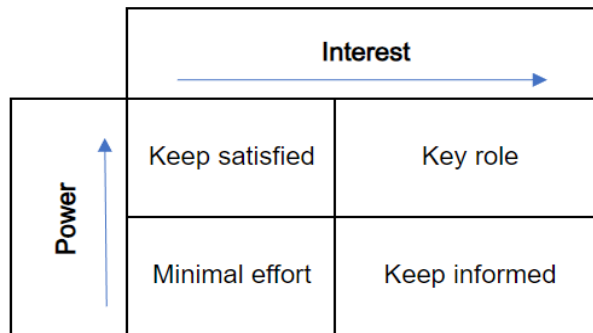 Interest
Power
Keep satisfied
Key role
Minimal effort
Keep informed